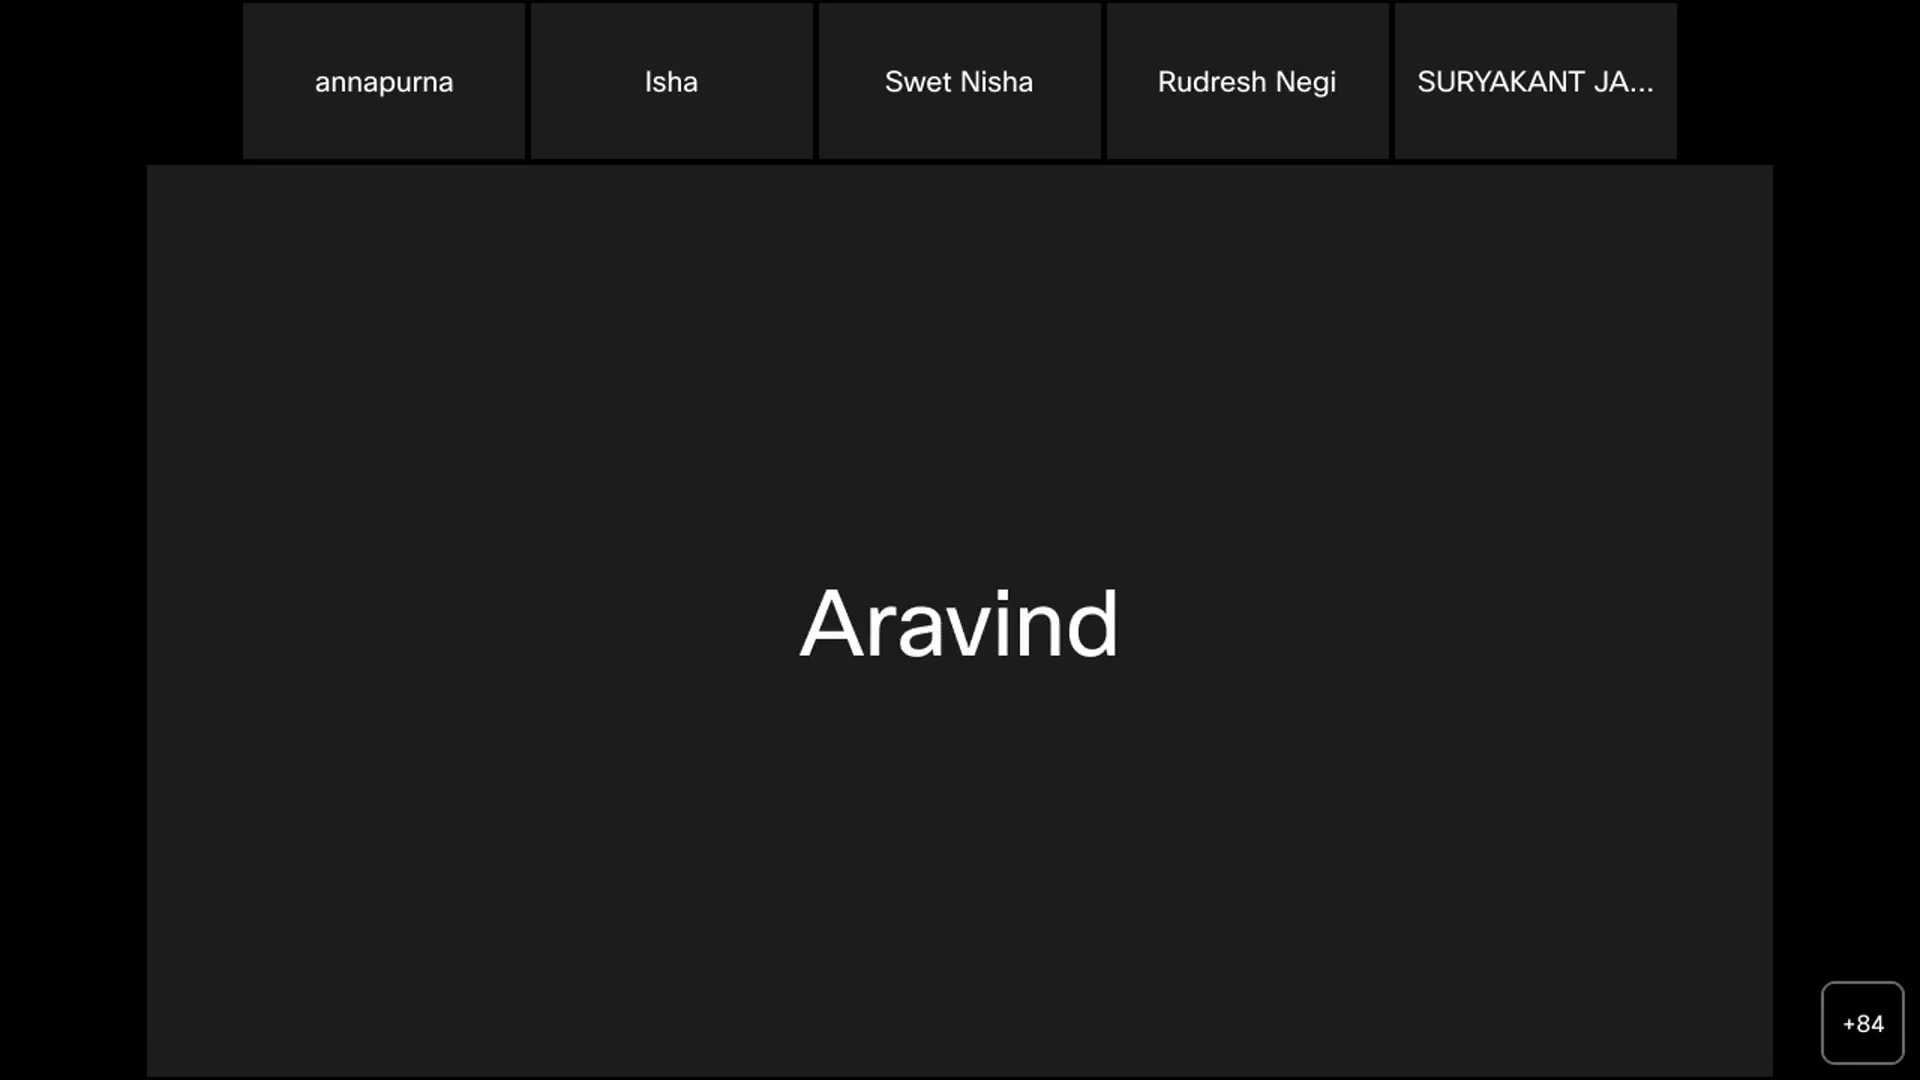 annapurna
Isha
Swet Nisha
Rudresh Negi
SURYAKANT JA...
Aravind
+84